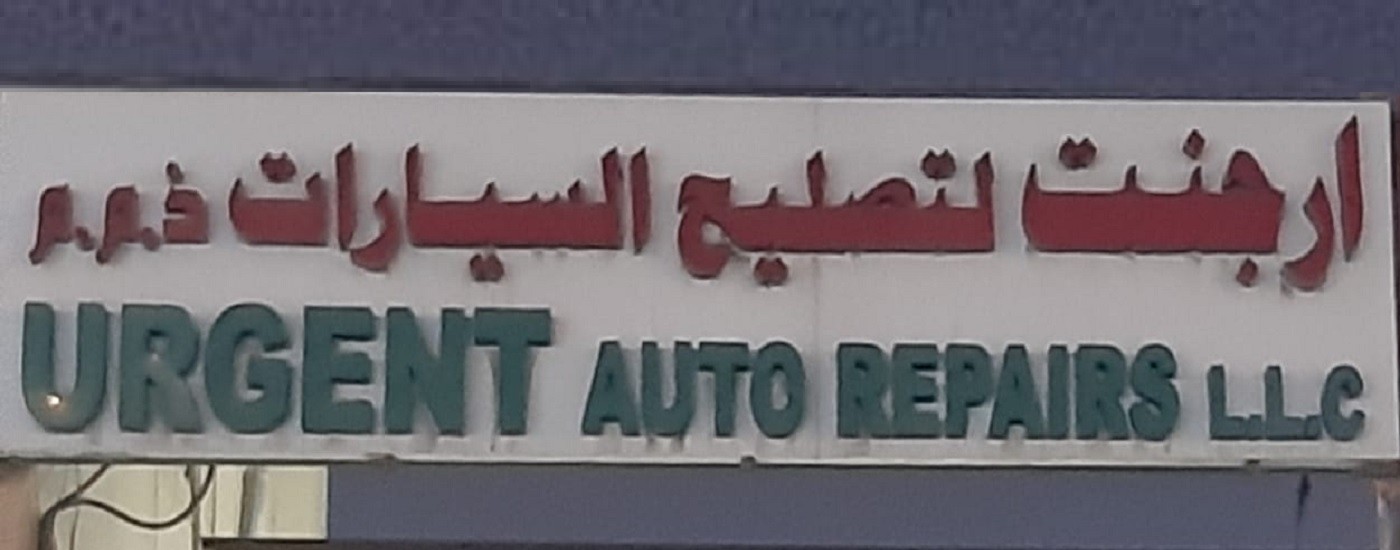 ارجنت لتصليح السيارات ذ.م.م
URGENT AUTO REPAIRS L.L.C